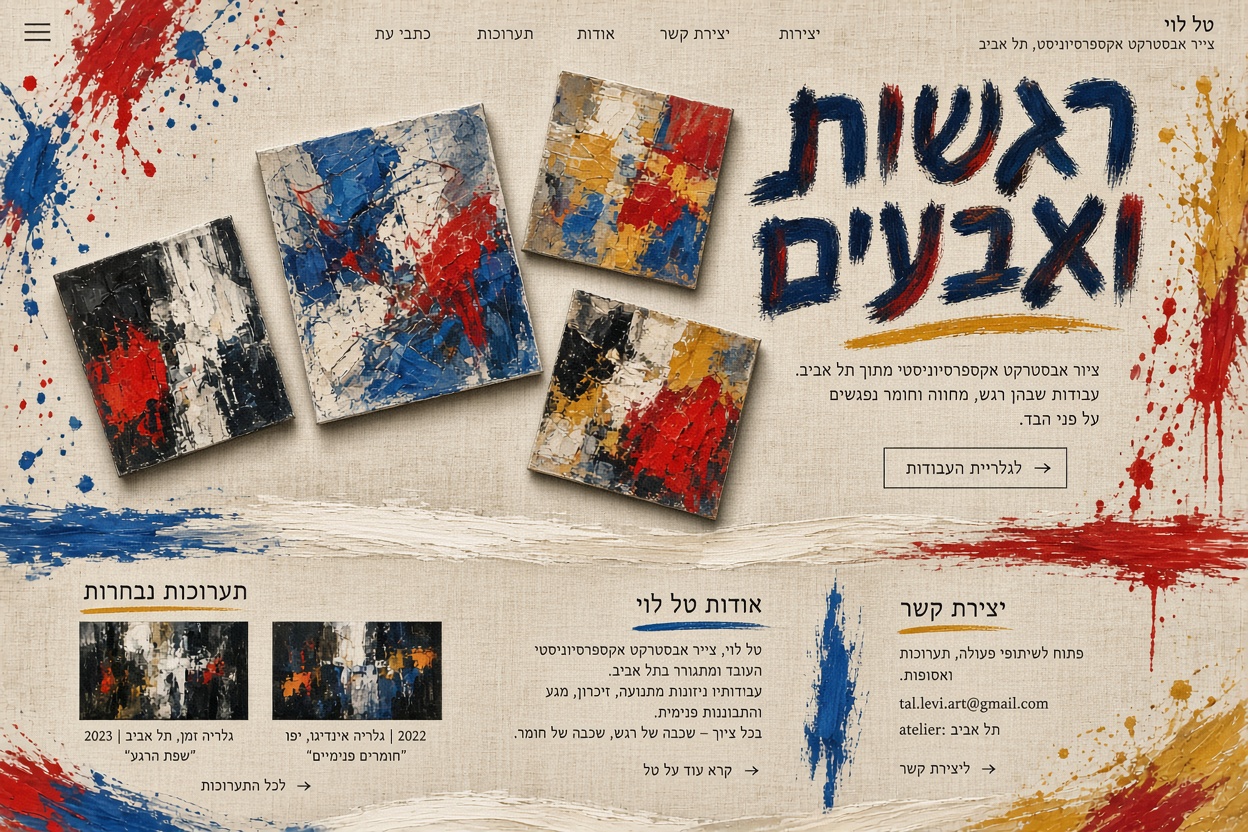 טל לוי
צייר אבסטרקט אקספרסיוניסט, תל אביב
יצירות
יצירת קשר
אודות
תערוכות
כתבי עת
רגשות
ואבעים
ציור אבסטרקט אקספרסיוניסטי מתוך תל אביב.
עבודות שבהן רגש, מחווה וחומר נפגשים
על פני הבד.
לגלריית העבודות →
יצירת קשר
פתוח לשיתופי פעולה, תערוכות
ואסופות.
tal.levi.art@gmail.com
atelier: תל אביב
ליצירת קשר →
אודות טל לוי
טל לוי, צייר אבסטרקט אקספרסיוניסטי
העובד ומתגורר בתל אביב.
עבודותיו ניזונות מתנועה, זיכרון, מגע
והתבוננות פנימית.
בכל ציוך – שכבה של רגש, שכבה של חומר.
קרא עוד על טל →
תערוכות נבחרות
2022 | גלריה אינדיגו, יפו
"חומרים פנימיים"
גלריה זמן, תל אביב | 2023
"שפת הרגע"
לכל התערוכות →